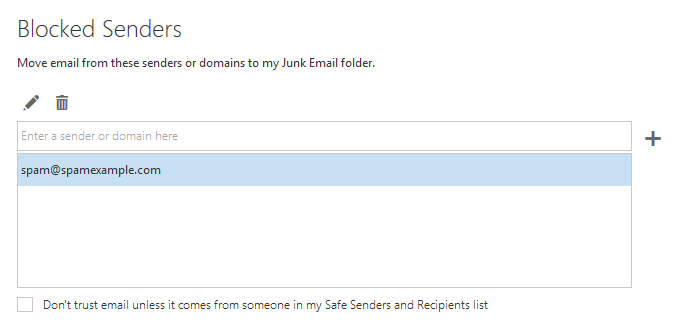 Blocked Senders
Move email from these senders or domains to my Junk Email folder.
Enter a sender or domain here
spam@spamexample.com
Don't trust email unless it comes from someone in my Safe Senders and Recipients list